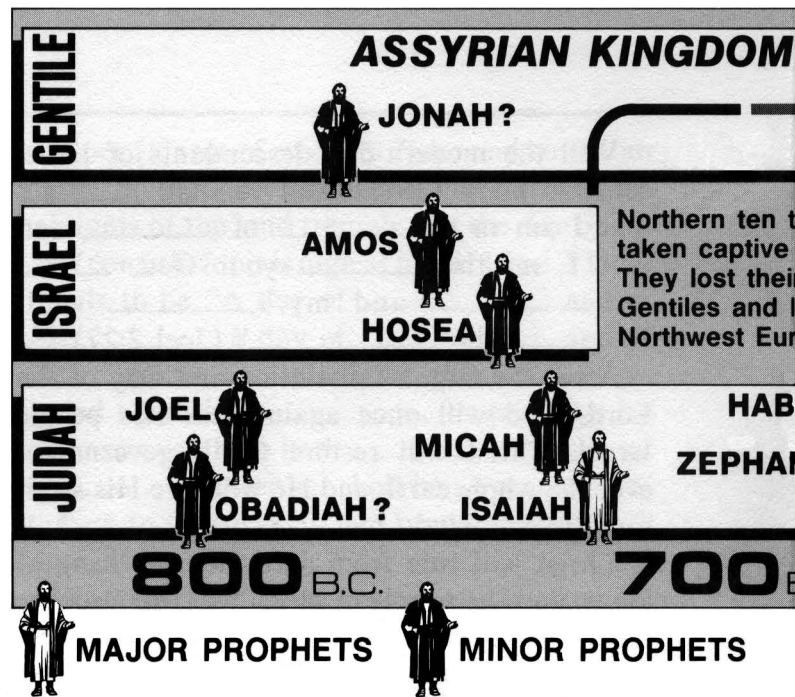 GENTILE
ASSYRIAN KINGDOM
JONAH?
ISRAEL
AMOS
HOSEA
Northern ten t
taken captive
They lost their
Gentiles and l
Northwest Eur
JUDAH
JOEL
OBADIAH?
MICAH
ISAIAH
HAB
ZEPHAN
800 B.C.
700 B
MAJOR PROPHETS
MINOR PROPHETS